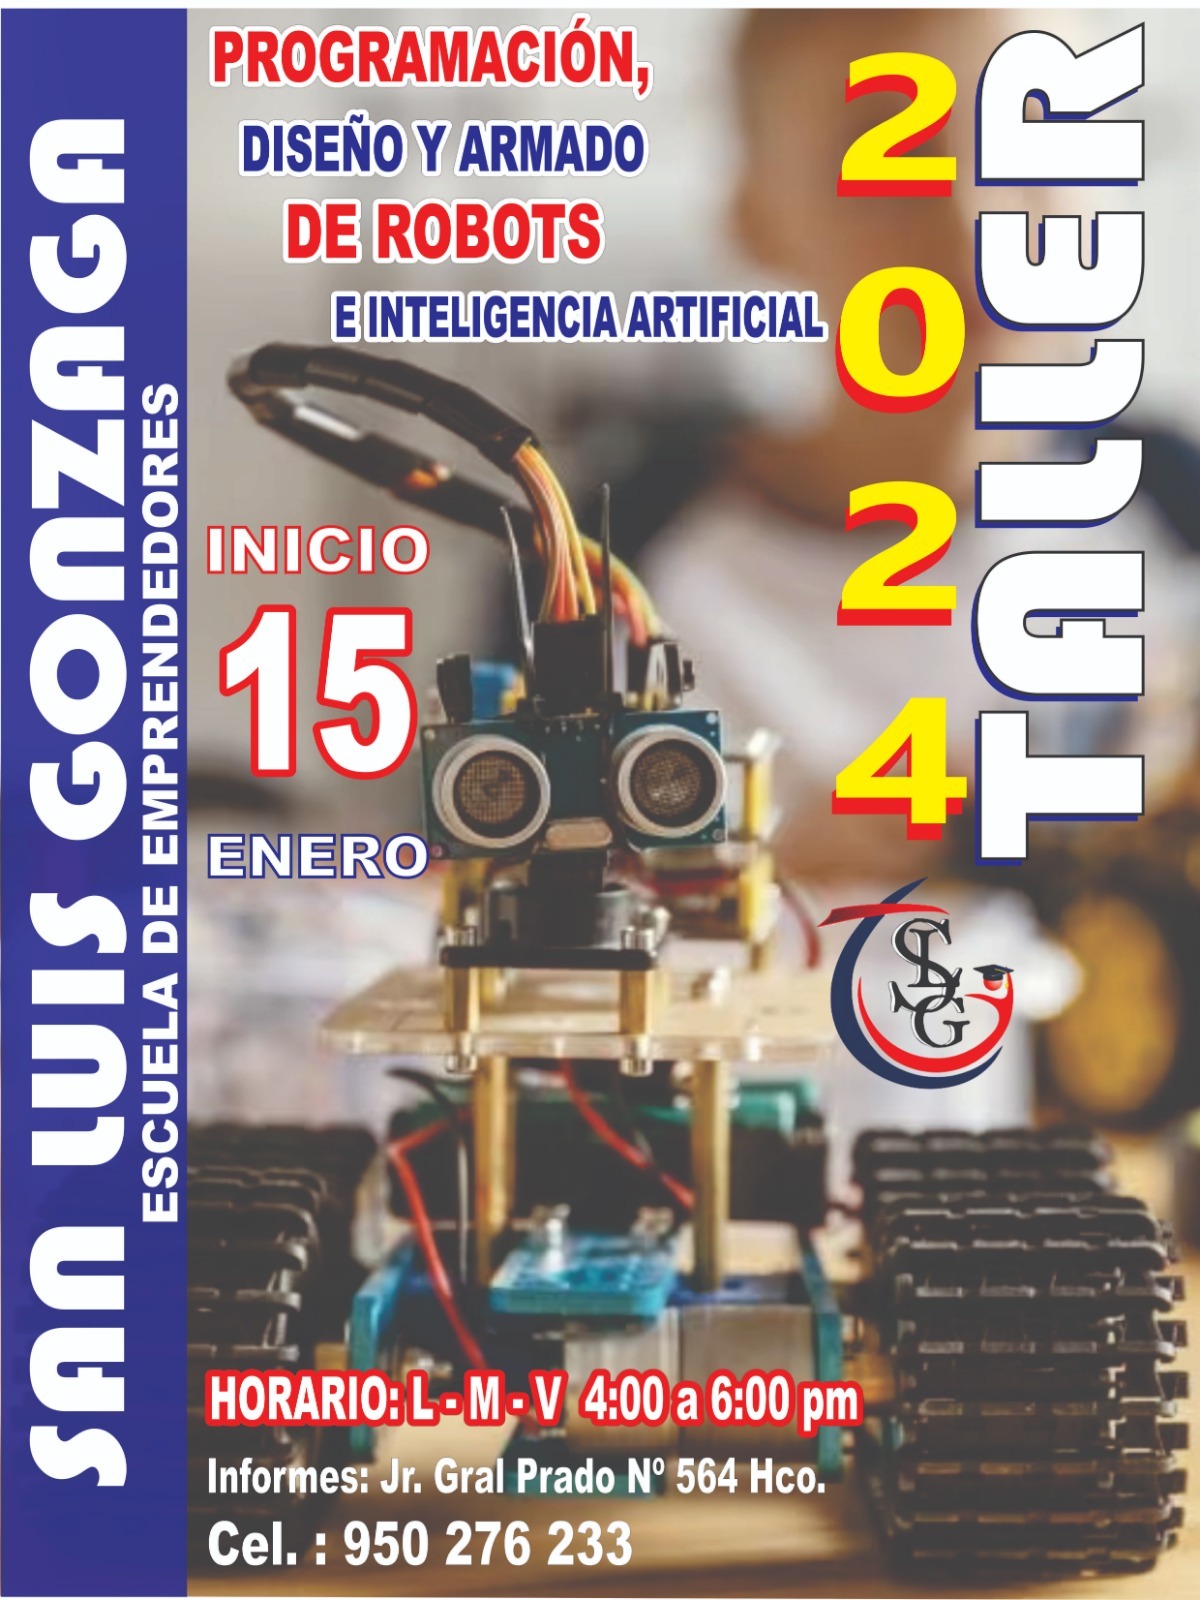 SAN LUIS GONZAGA
ESCUELA DE EMPRENDEDORES
PROGRAMACIÓN,
DISEÑO Y ARMADO
DE ROBOTS
E INTELIGENCIA ARTIFICIAL
2024
TALLER
INICIO
15
ENERO
SLG
HORARIO: L - M - V 4:00 a 6:00 pm
Informes: Jr. Gral Prado Nº 564 Hco.
Cel. : 950 276 233